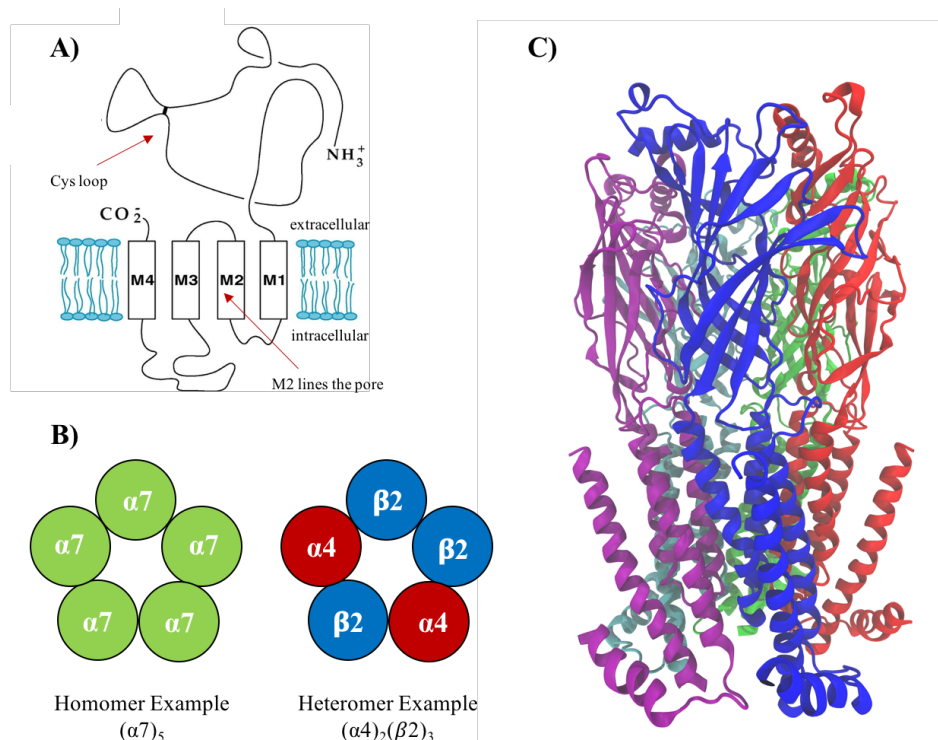 A)
Cys loop
NH₃⁺
CO₂⁻
extracellular
M4
M3
M2
M1
intracellular
M2 lines the pore
B)
α7
α7
α7
α7
α7
Homomer Example
(α7)₅
β2
α4
β2
β2
α4
Heteromer Example
(α4)₂(β2)₃
C)